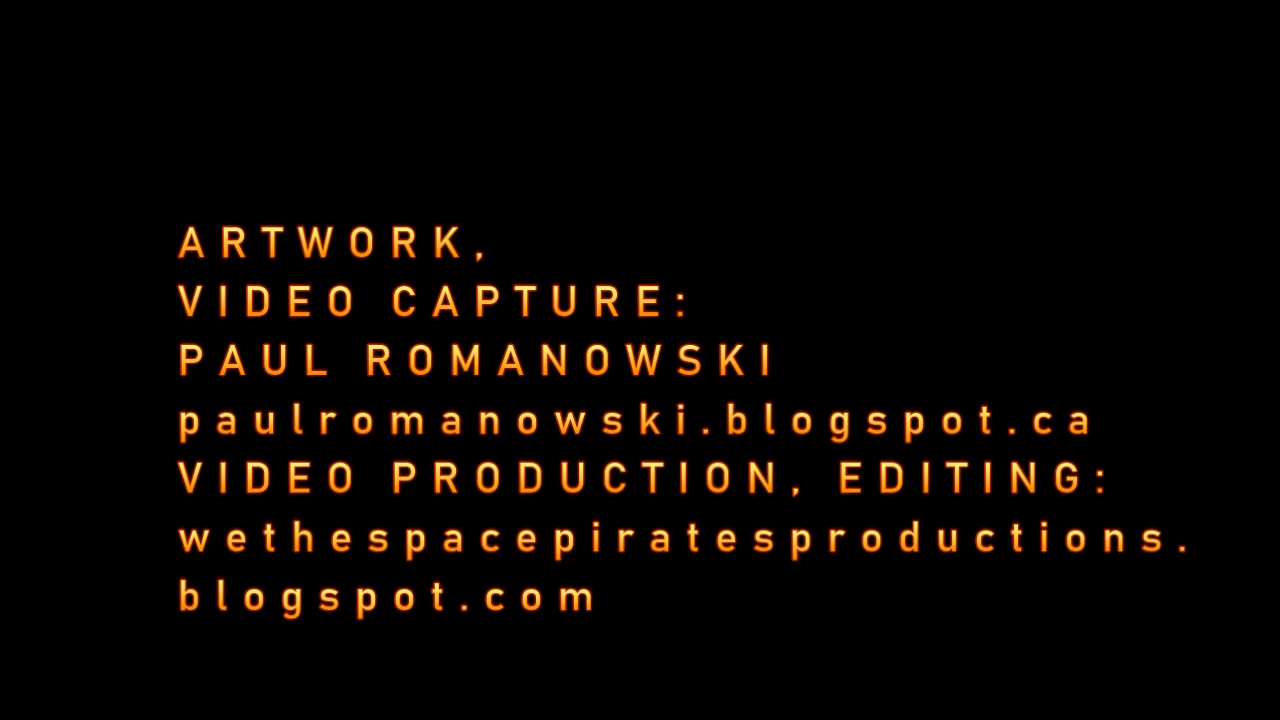 ARTWORK,
VIDEO CAPTURE:
PAUL ROMANOWSKI
paulromanowski.blogspot.ca
VIDEO PRODUCTION, EDITING:
wethespacepiratesproductions.
blogspot.com